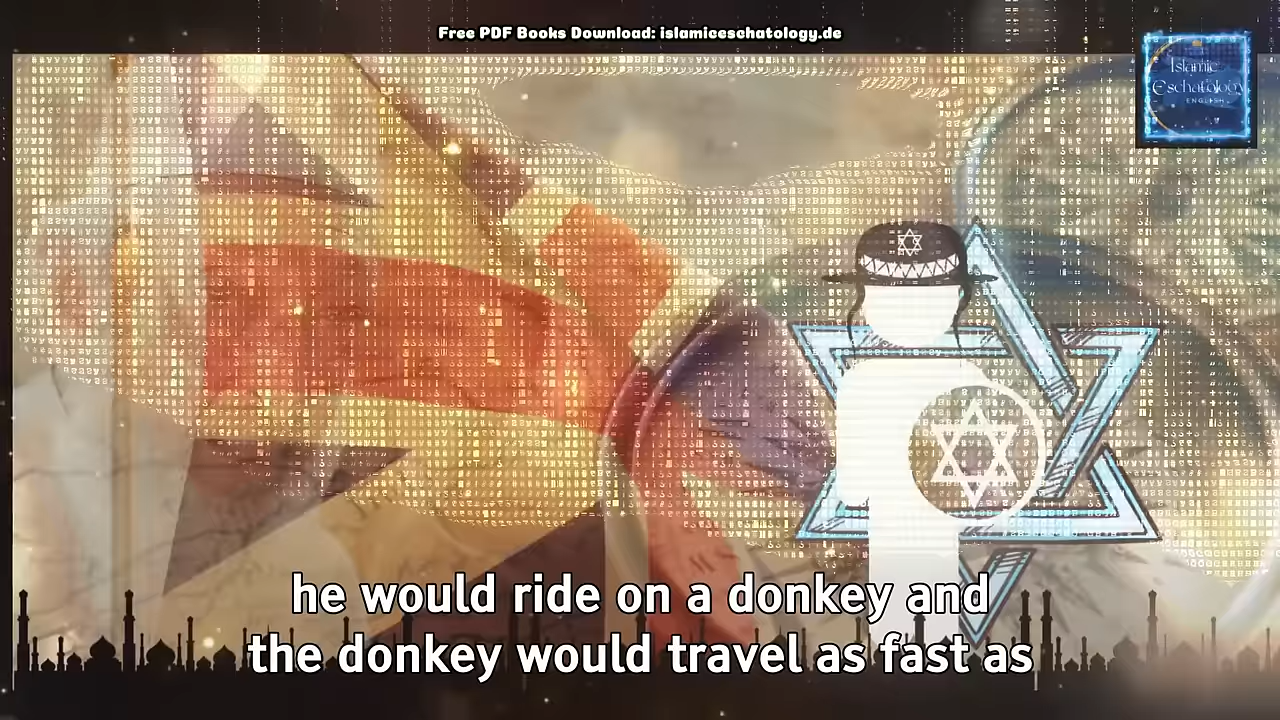 Free PDF Books Download: islamiceschatology.de
Islamic
Eschatology
ENGLISH
he would ride on a donkey and
the donkey would travel as fast as